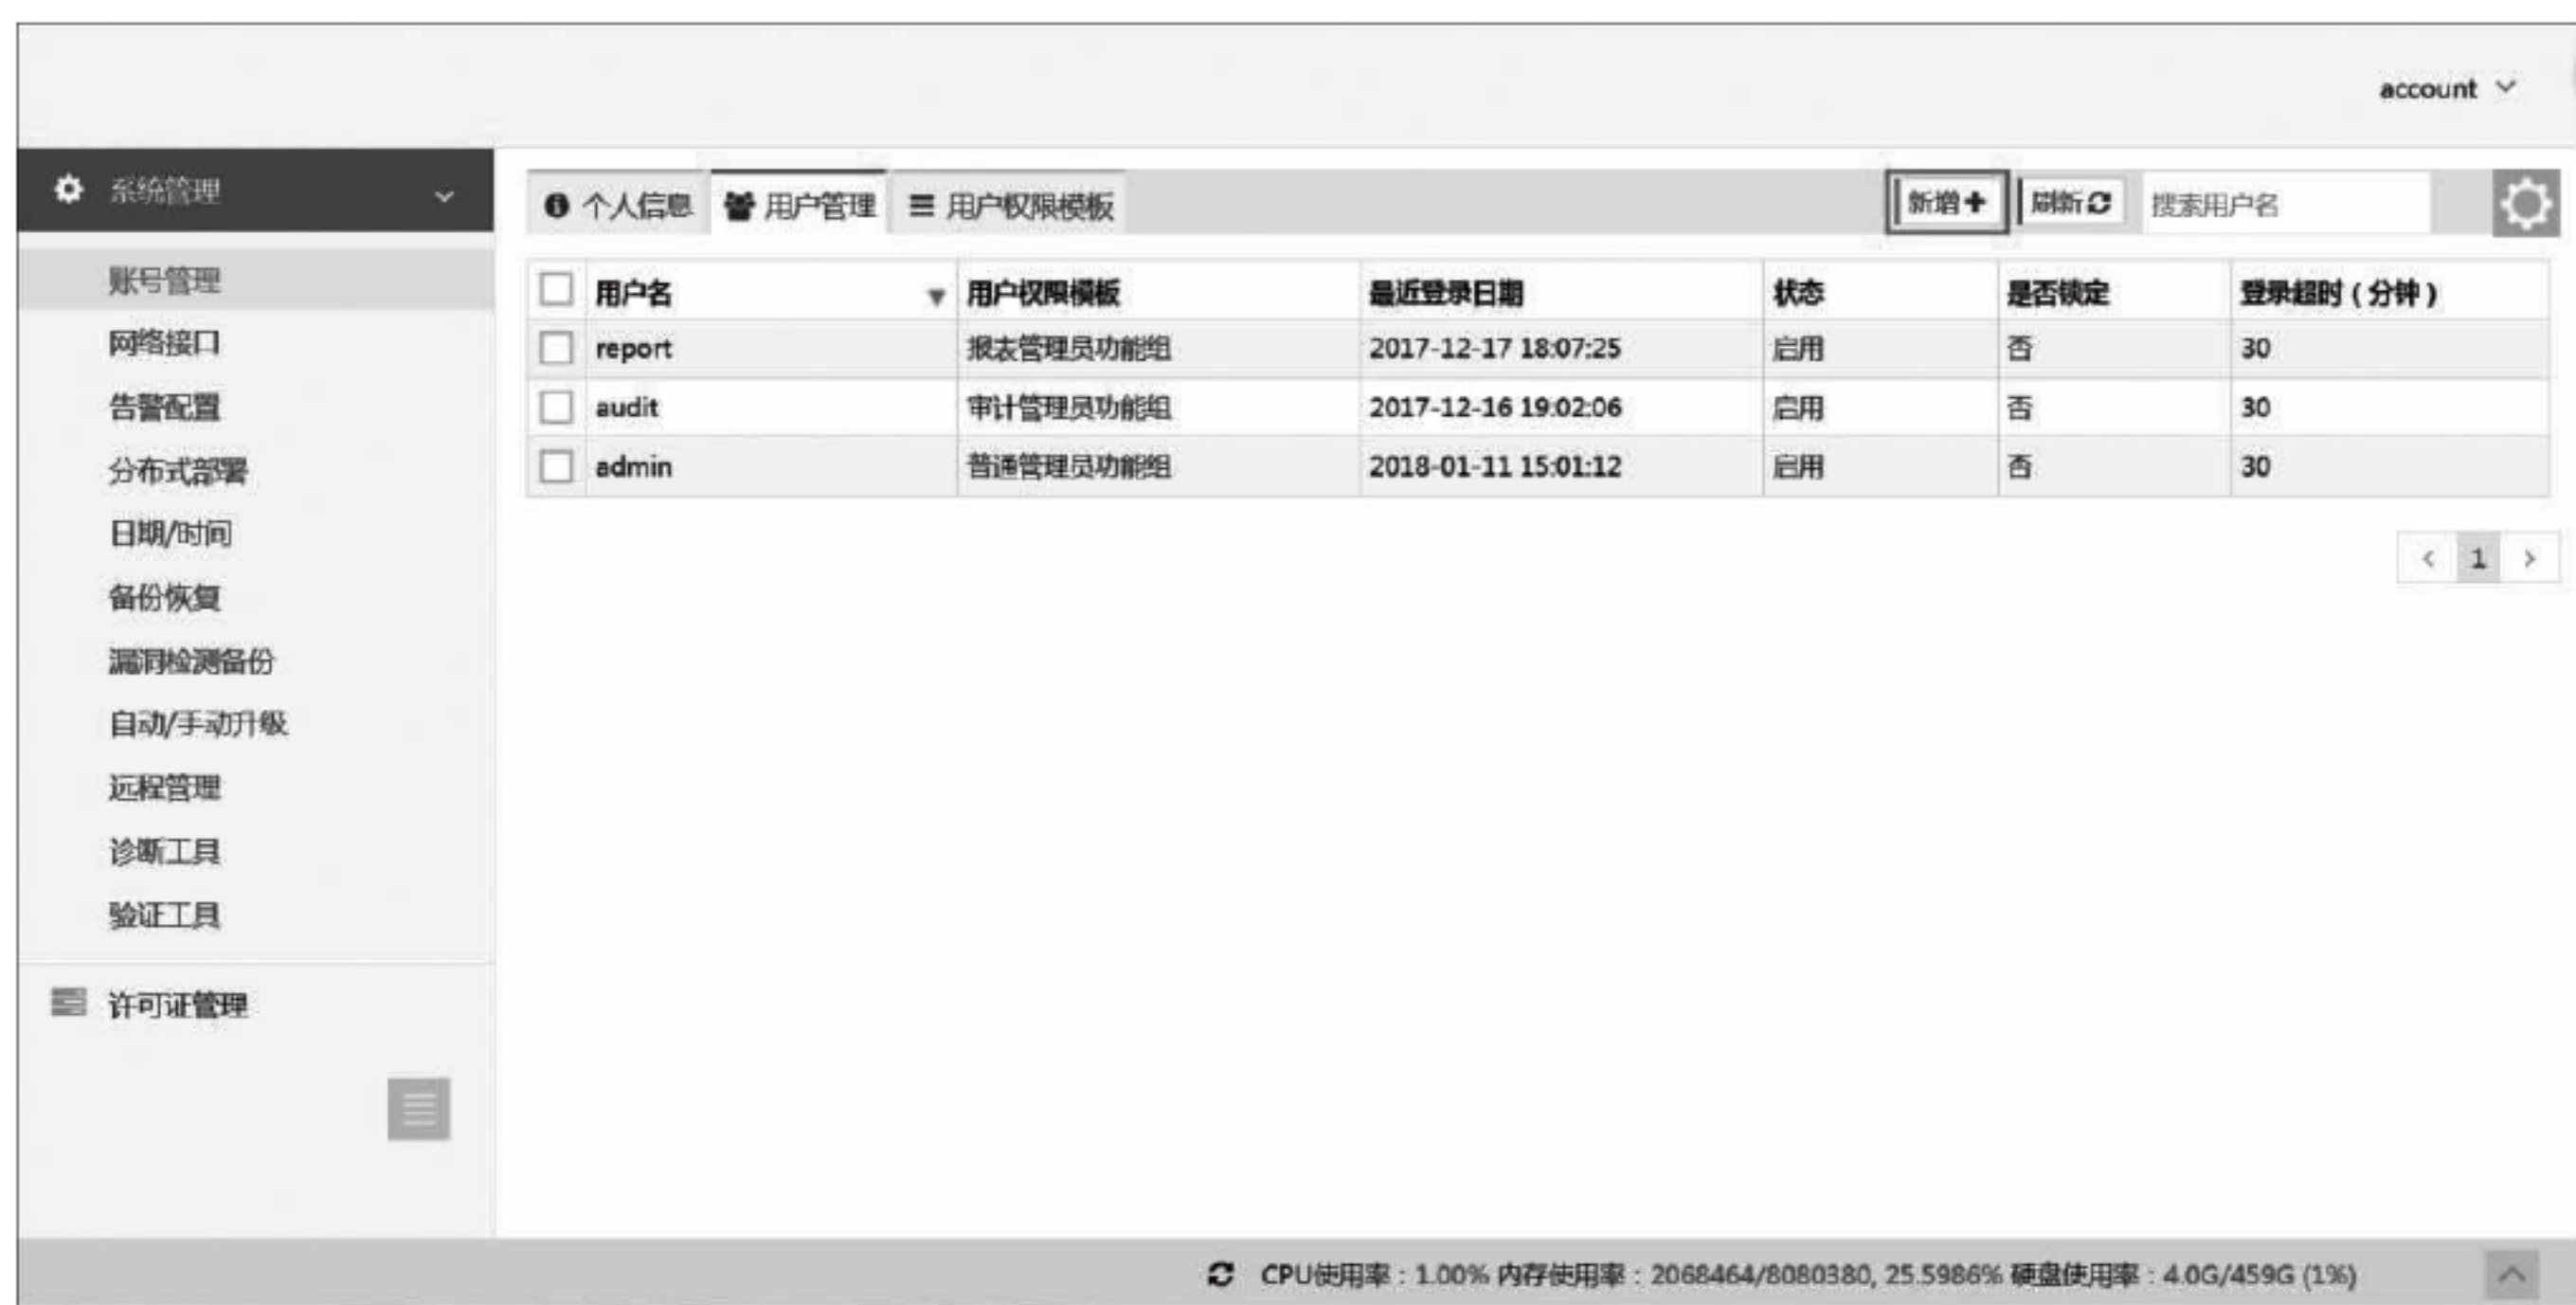 account
系统管理
账号管理
网络接口
告警配置
分布式部署
日期/时间
备份恢复
漏洞检测备份
自动/手动升级
远程管理
诊断工具
验证工具
许可证管理
个人信息 用户管理 用户权限模板 新增 刷新 搜索用户名
用户名 用户权限模板 最近登录日期 状态 是否锁定 登录超时（分钟）
report 报表管理员功能组 2017-12-17 18:07:25 启用 否 30
audit 审计管理员功能组 2017-12-16 19:02:06 启用 否 30
admin 普通管理员功能组 2018-01-11 15:01:12 启用 否 30
< 1 >
CPU使用率：1.00% 内存使用率：2068464/8080380, 25.5986% 硬盘使用率：4.0G/459G (1%)